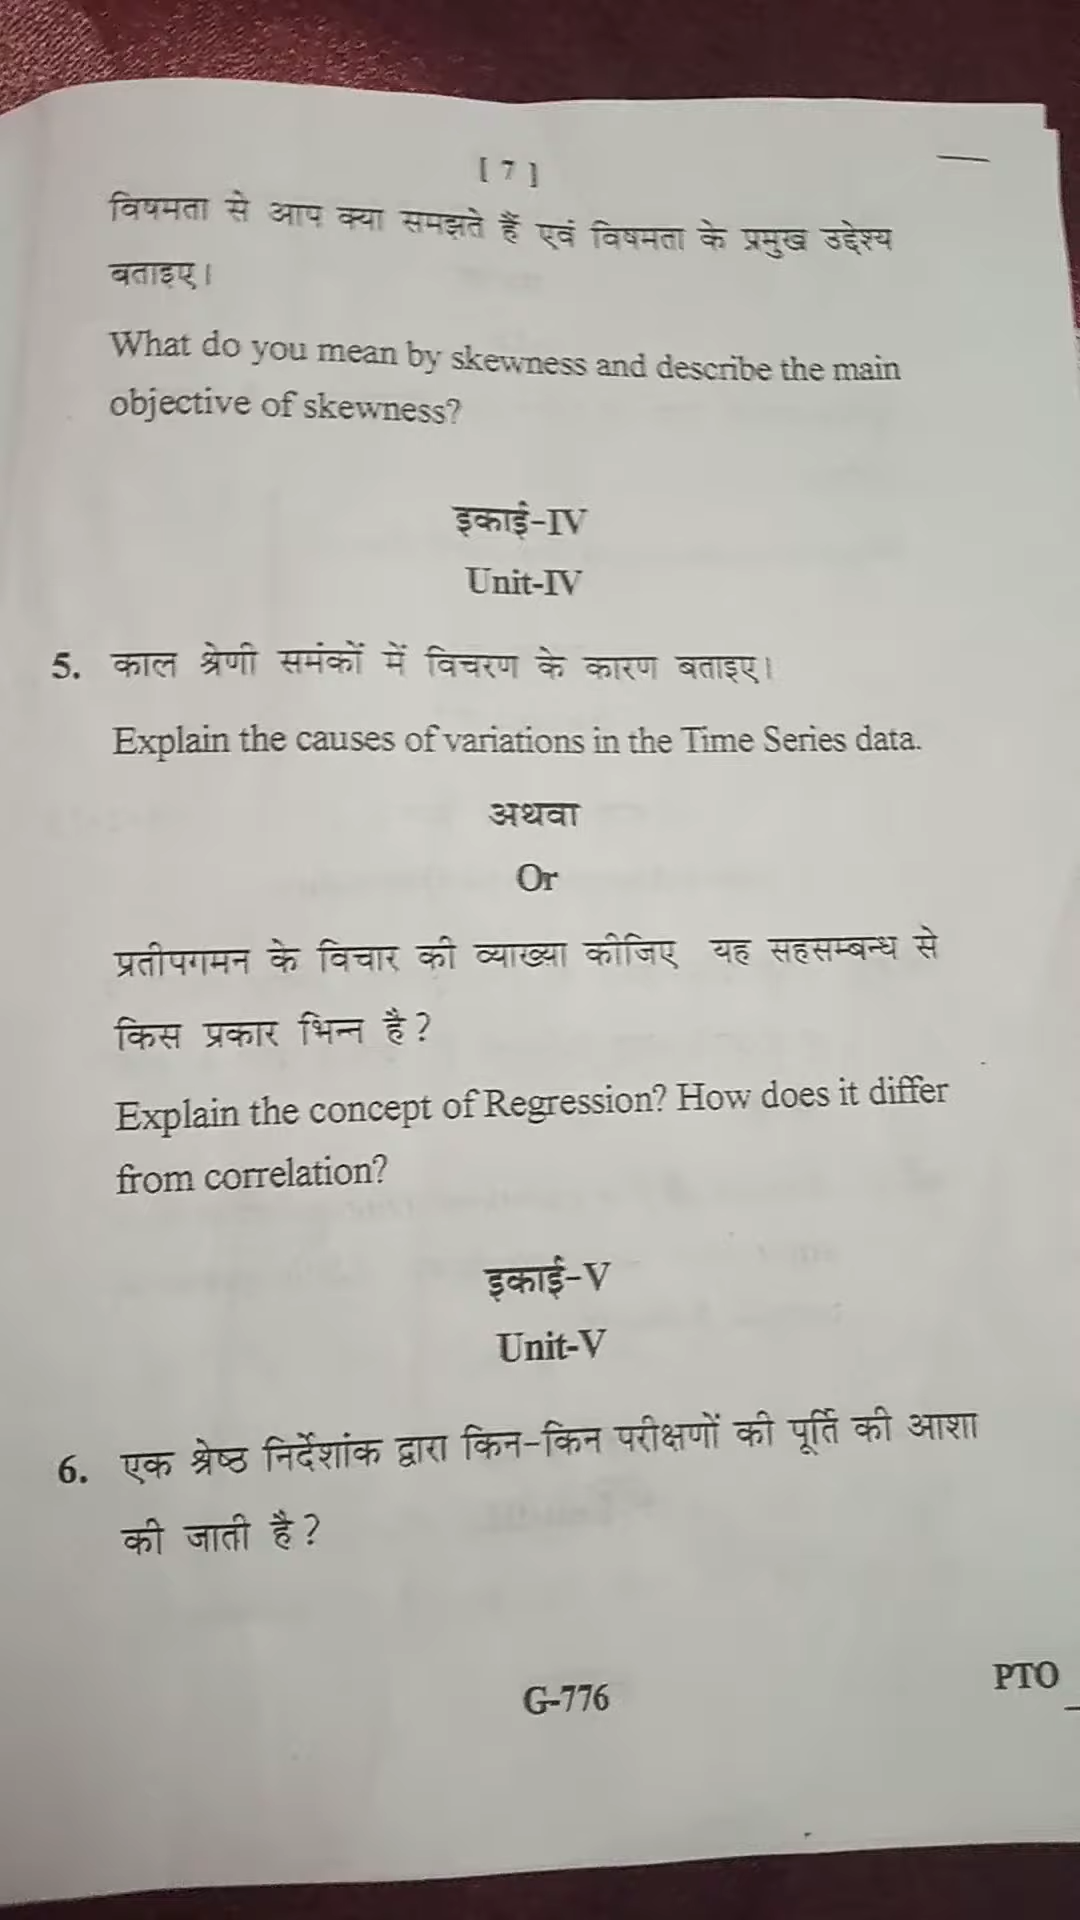 [ 7 ]
विषमता से आप क्या समझते हैं एवं विषमता के प्रमुख उद्देश्य
बताइए।
What do you mean by skewness and describe the main
objective of skewness?
इकाई-IV
Unit-IV
5. काल श्रेणी समंकों में विचरण के कारण बताइए।
Explain the causes of variations in the Time Series data.
अथवा
Or
प्रतीपगमन के विचार की व्याख्या कीजिए यह सहसम्बन्ध से
किस प्रकार भिन्न है?
Explain the concept of Regression? How does it differ
from correlation?
इकाई-V
Unit-V
6. एक श्रेष्ठ निर्देशांक द्वारा किन-किन परीक्षणों की पूर्ति की आशा
की जाती है?
G-776
PTO